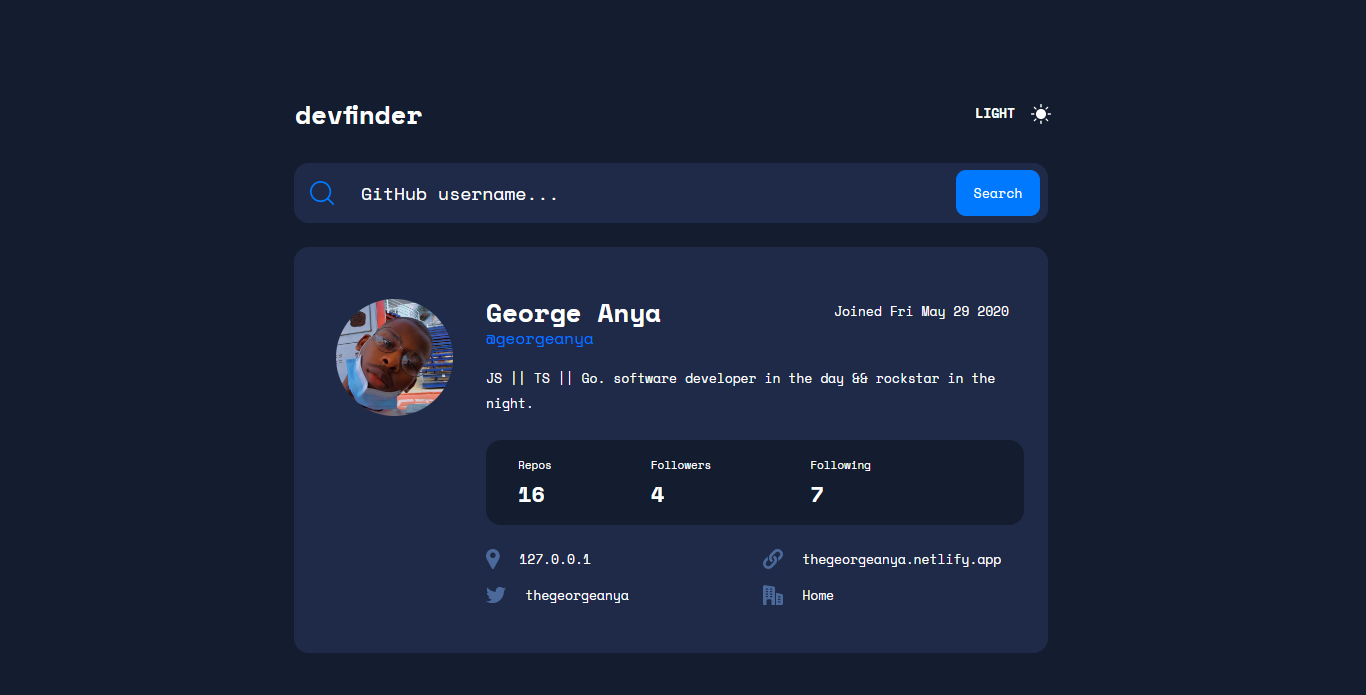 devfinder
LIGHT
GitHub username...
Search
George Anya
Joined Fri May 29 2020
@georgeanya
JS || TS || Go. software developer in the day && rockstar in the
night.
Repos
Followers
Following
16
4
7
127.0.0.1
thegeorgeanya.netlify.app
thegeorgeanya
Home